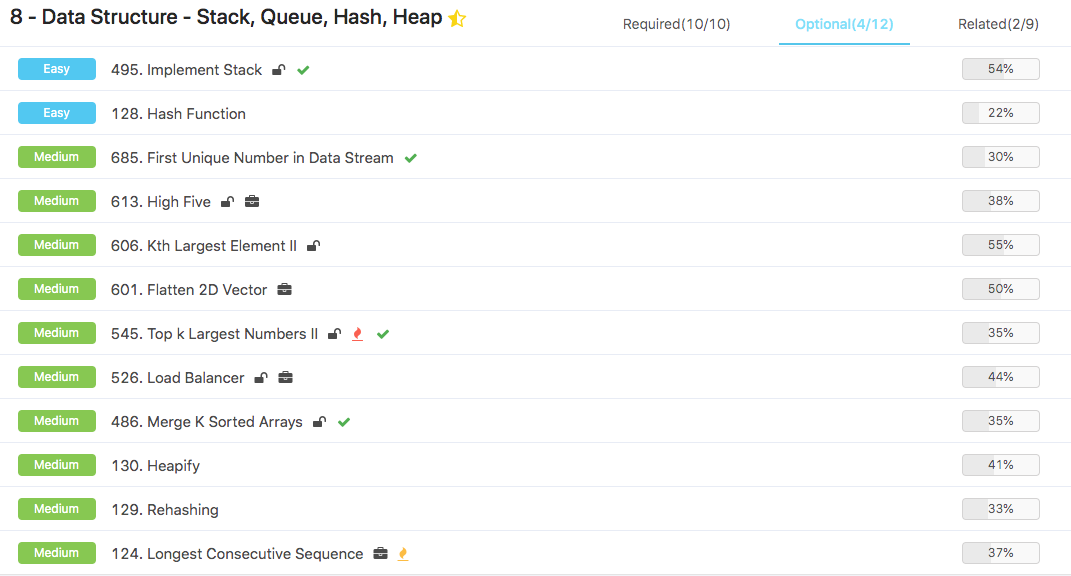 8 - Data Structure - Stack, Queue, Hash, Heap Required(10/10) Optional(4/12) Related(2/9)
Easy 495. Implement Stack 54%
Easy 128. Hash Function 22%
Medium 685. First Unique Number in Data Stream 30%
Medium 613. High Five 38%
Medium 606. Kth Largest Element II 55%
Medium 601. Flatten 2D Vector 50%
Medium 545. Top k Largest Numbers II 35%
Medium 526. Load Balancer 44%
Medium 486. Merge K Sorted Arrays 35%
Medium 130. Heapify 41%
Medium 129. Rehashing 33%
Medium 124. Longest Consecutive Sequence 37%